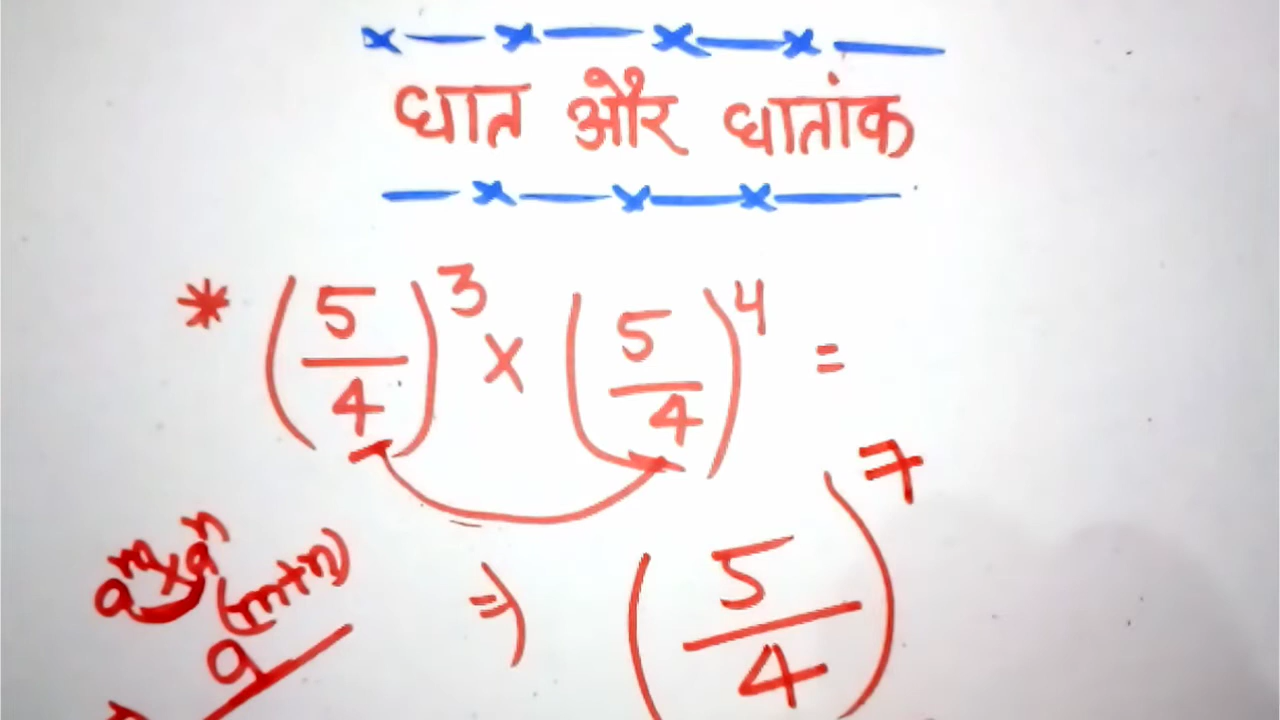 घात और घातांक
* (5/4)^3 × (5/4)^4 =
⇒ (5/4)^7
a^m × a^n
a^(m+n)